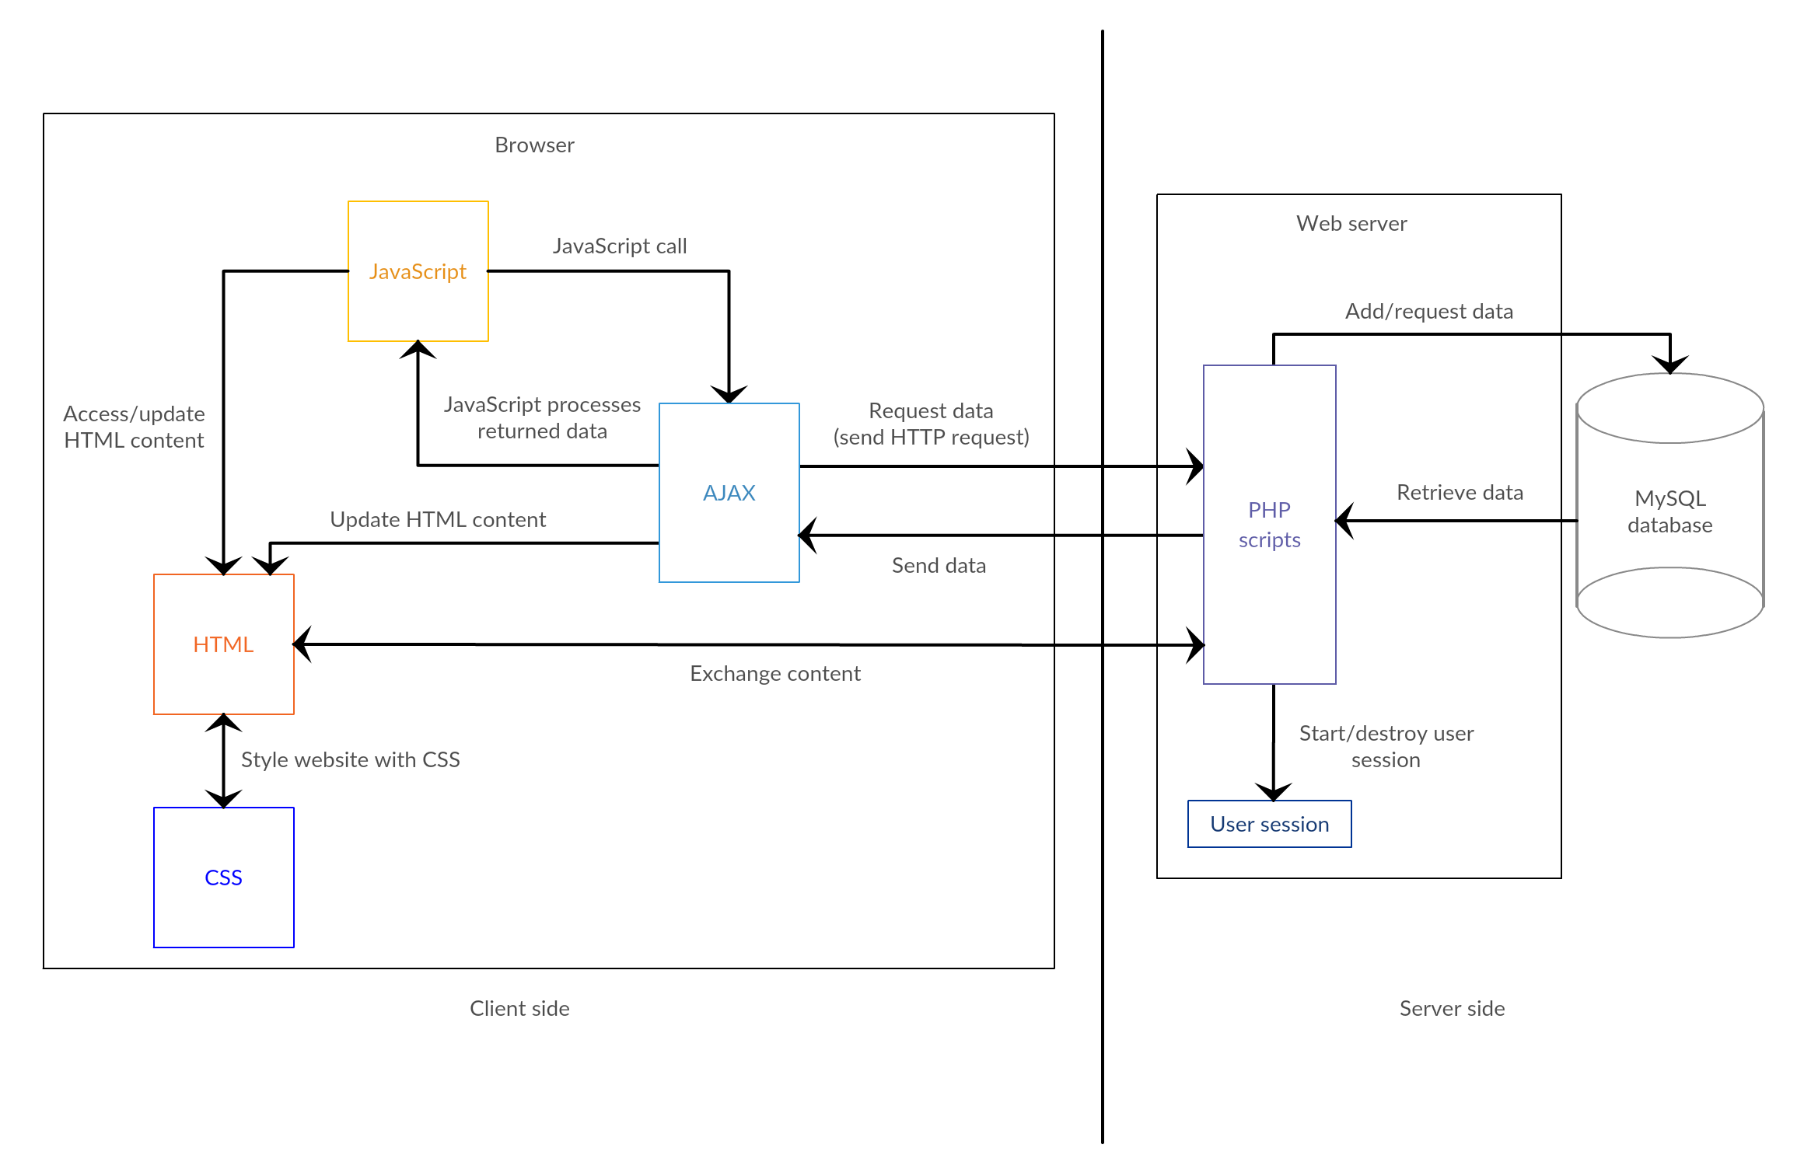 Browser
Web server
JavaScript
JavaScript call
Add/request data
Access/update
HTML content
JavaScript processes
returned data
Request data
(send HTTP request)
AJAX
Update HTML content
Send data
PHP
scripts
Retrieve data
MySQL
database
HTML
Exchange content
Style website with CSS
Start/destroy user
session
User session
CSS
Client side
Server side